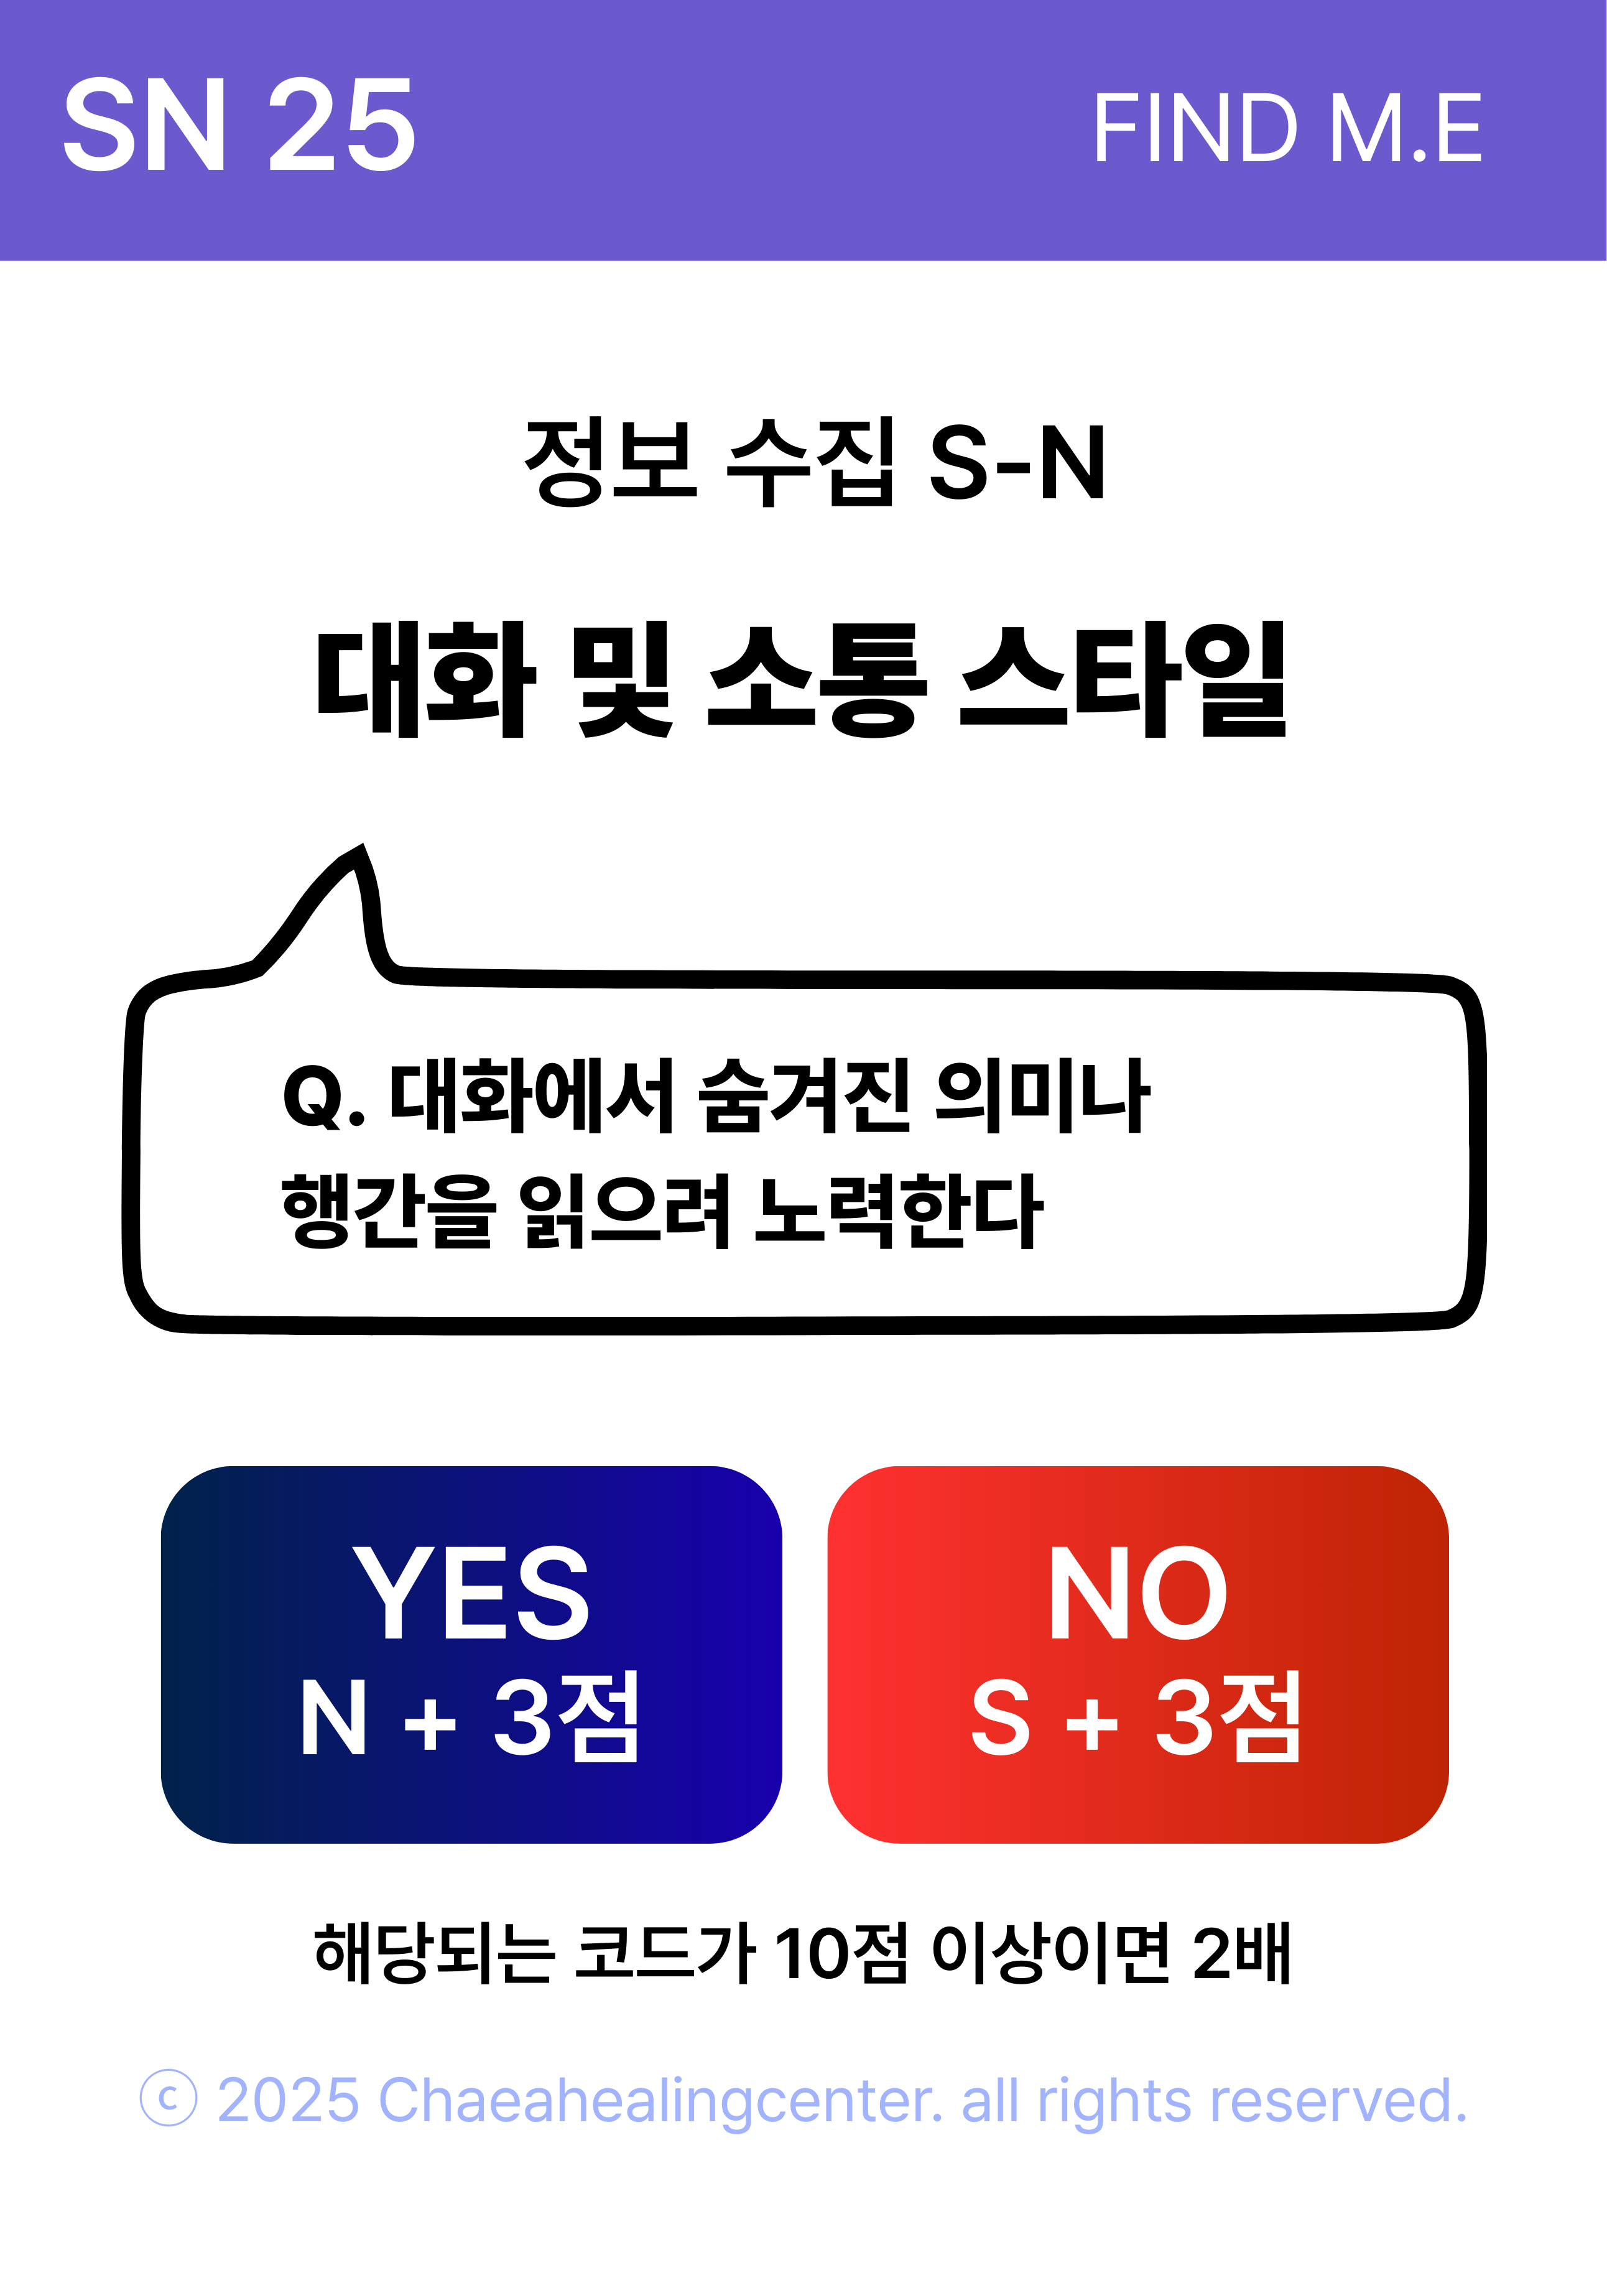 SN 25
FIND M.E
정보 수집 S-N
대화 및 소통 스타일
Q. 대화에서 숨겨진 의미나
행간을 읽으려 노력한다
YES
N + 3점
NO
S + 3점
해당되는 코드가 10점 이상이면 2배
ⓒ 2025 Chaeahealingcenter. all rights reserved.